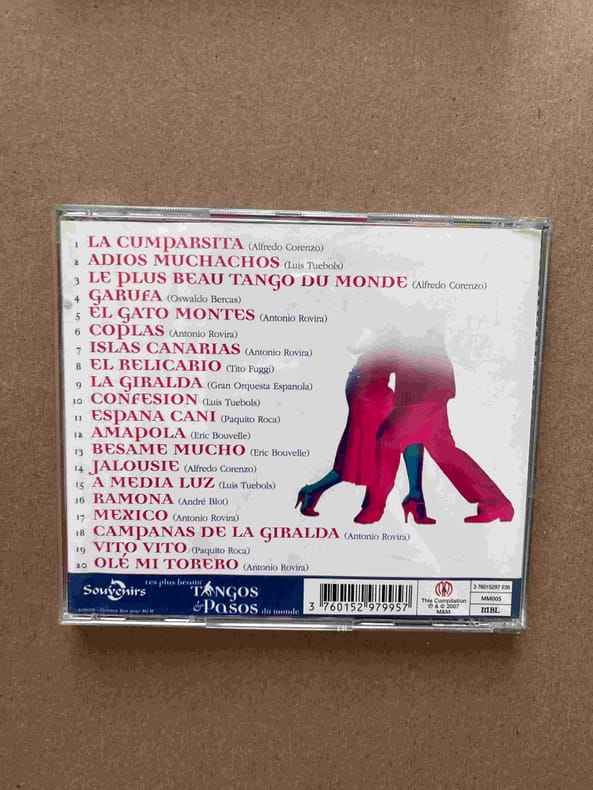 1 LA CUMPARSITA (Alfredo Corenzo)
2 ADIOS MUCHACHOS (Luis Tuebols)
3 LE PLUS BEAU TANGO DU MONDE (Alfredo Corenzo)
4 GARUFA (Oswaldo Bercas)
5 EL GATO MONTES (Antonio Rovira)
6 COPLAS (Antonio Rovira)
7 ISLAS CANARIAS (Antonio Rovira)
8 EL RELICARIO (Tito Fuggi)
9 LA GIRALDA (Gran Orquesta Espanola)
10 CONFESION (Luis Tuebols)
11 ESPANA CANI (Paquito Roca)
12 AMAPOLA (Eric Bouvelle)
13 BESAME MUCHO (Eric Bouvelle)
14 JALOUSIE (Alfredo Corenzo)
15 A MEDIA LUZ (Luis Tuebols)
16 RAMONA (André Blot)
17 MEXICO (Antonio Rovira)
18 CAMPANAS DE LA GIRALDA (Antonio Rovira)
19 VITO VITO (Paquito Roca)
20 OLÉ MI TORERO (Antonio Rovira)
Souvenirs
Les plus beaux
TANGOS
& PASOS du monde
3 760152 979957
This Compilation
℗ & © 2007
M&M
3 76015297 030
MM005
MBL